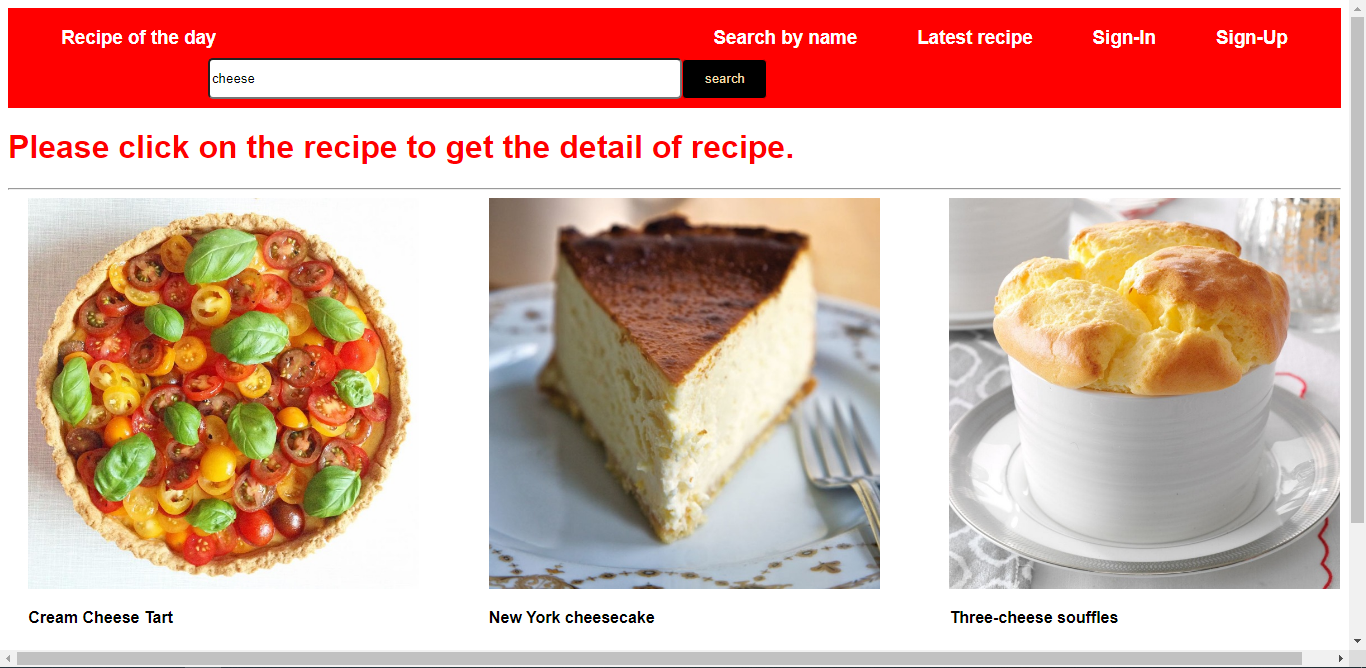 Recipe of the day Search by name Latest recipe Sign-In Sign-Up
cheese search
Please click on the recipe to get the detail of recipe.
Cream Cheese Tart New York cheesecake Three-cheese souffles